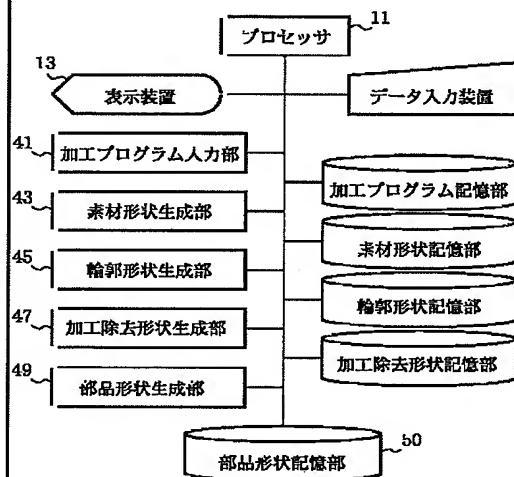 プロセッサ
11
13
表示装置
データ入力装置
41
加工プログラム入力部
加工プログラム記憶部
43
素材形状生成部
素材形状記憶部
45
輪郭形状生成部
輪郭形状記憶部
47
加工除去形状生成部
加工除去形状記憶部
49
部品形状生成部
50
部品形状記憶部